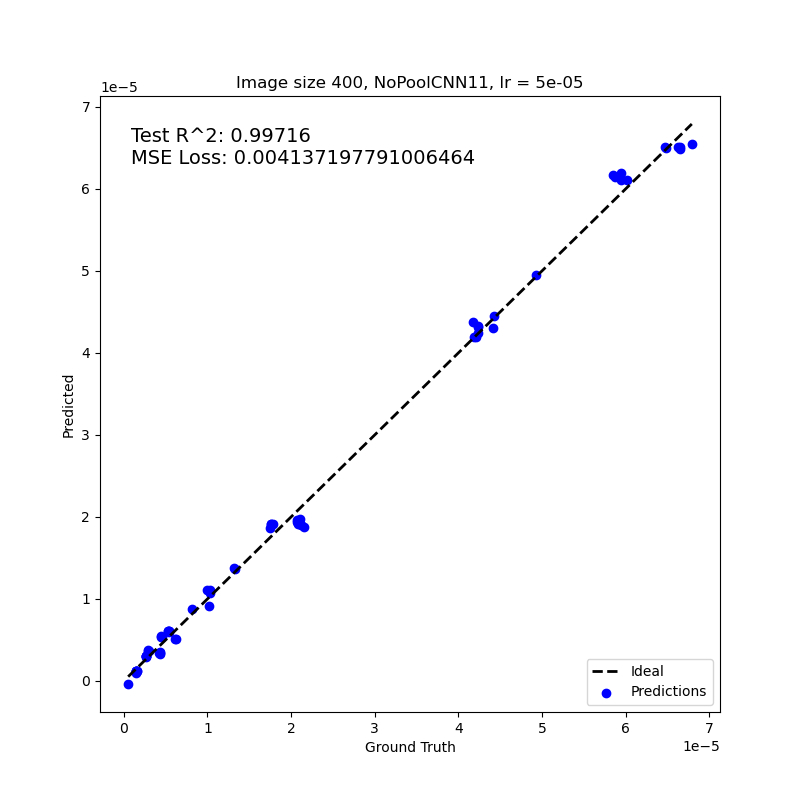 Image size 400, NoPoolCNN11, lr = 5e-05
1e−5
Test R^2: 0.99716
MSE Loss: 0.004137197791006464
7
6
5
4
3
2
1
0
Predicted
Ideal
Predictions
0 1 2 3 4 5 6 7
Ground Truth
1e−5